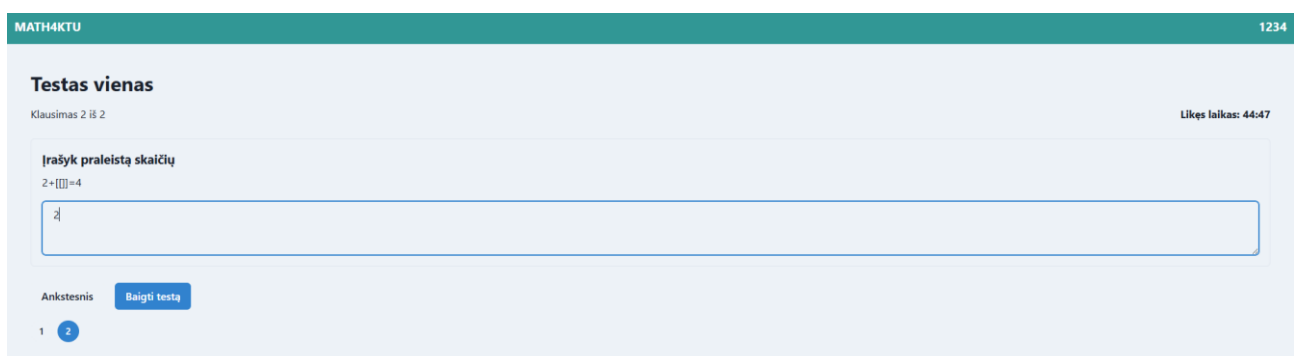 MATH4KTU 1234
Testas vienas
Klausimas 2 iš 2 Likęs laikas: 44:47
Įrašyk praleistą skaičių
2+[[]]=4
2
Ankstesnis Baigti testą
1 2